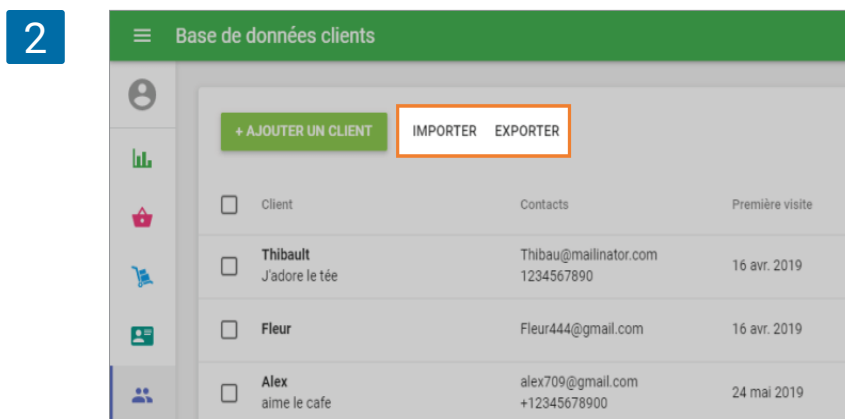 2
Base de données clients
+ AJOUTER UN CLIENT IMPORTER EXPORTER
Client Contacts Première visite
Thibault Thibau@mailinator.com 16 avr. 2019
J'adore le tée 1234567890
Fleur Fleur444@gmail.com 16 avr. 2019
Alex alex709@gmail.com 24 mai 2019
aime le cafe +12345678900